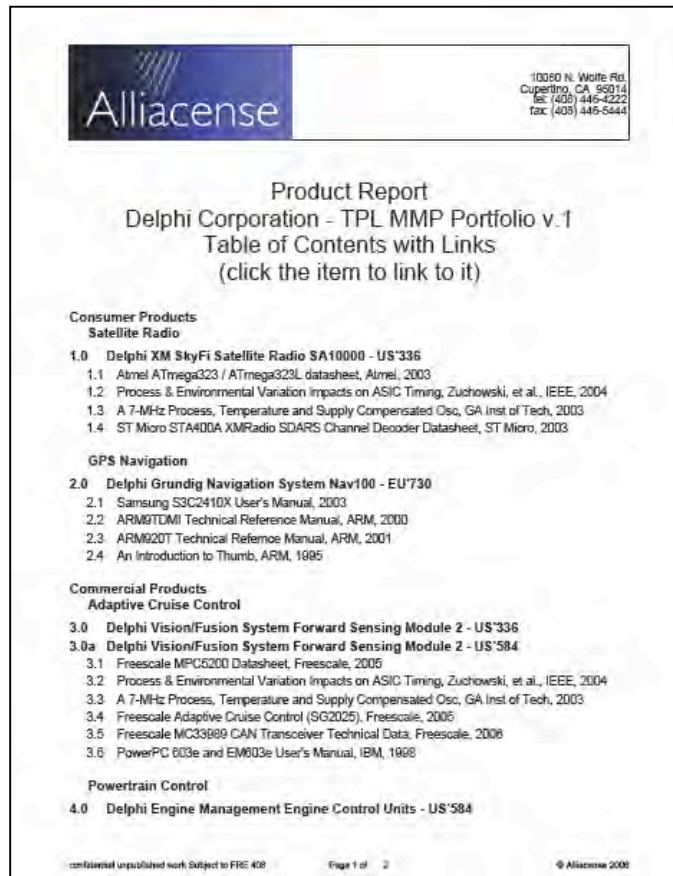 Alliacense
10080 N. Wolfe Rd.
Cupertino, CA 95014
tel: (408) 446-4222
fax: (408) 446-5444
Product Report
Delphi Corporation - TPL MMP Portfolio v.1
Table of Contents with Links
(click the item to link to it)
Consumer Products
Satellite Radio
1.0 Delphi XM SkyFi Satellite Radio SA10000 - US'336
1.1 Atmel ATmega323 / ATmega323L datasheet, Atmel, 2003
1.2 Process & Environmental Variation Impacts on ASIC Timing, Zuchowski, et al., IEEE, 2004
1.3 A 7-MHz Process, Temperature and Supply Compensated Osc, GA Inst of Tech, 2003
1.4 ST Micro STA400A XMRadio SDARS Channel Decoder Datasheet, ST Micro, 2003
GPS Navigation
2.0 Delphi Grundig Navigation System Nav100 - EU'730
2.1 Samsung S3C2410X User's Manual, 2003
2.2 ARM9TDMI Technical Reference Manual, ARM, 2000
2.3 ARM920T Technical Refernce Manual, ARM, 2001
2.4 An Introduction to Thumb, ARM, 1995
Commercial Products
Adaptive Cruise Control
3.0 Delphi Vision/Fusion System Forward Sensing Module 2 - US'336
3.0a Delphi Vision/Fusion System Forward Sensing Module 2 - US'584
3.1 Freescale MPC5200 Datasheet, Freescale, 2005
3.2 Process & Environmental Variation Impacts on ASIC Timing, Zuchowski, et al., IEEE, 2004
3.3 A 7-MHz Process, Temperature and Supply Compensated Osc, GA Inst of Tech, 2003
3.4 Freescale Adaptive Cruise Control (SG2025), Freescale, 2005
3.5 Freescale MC33989 CAN Transceiver Technical Data, Freescale, 2006
3.6 PowerPC 603e and EM603e User's Manual, IBM, 1998
Powertrain Control
4.0 Delphi Engine Management Engine Control Units - US'584
confidential unpublished work Subject to FRE 408 Page 1 of 2 © Alliacense 2006